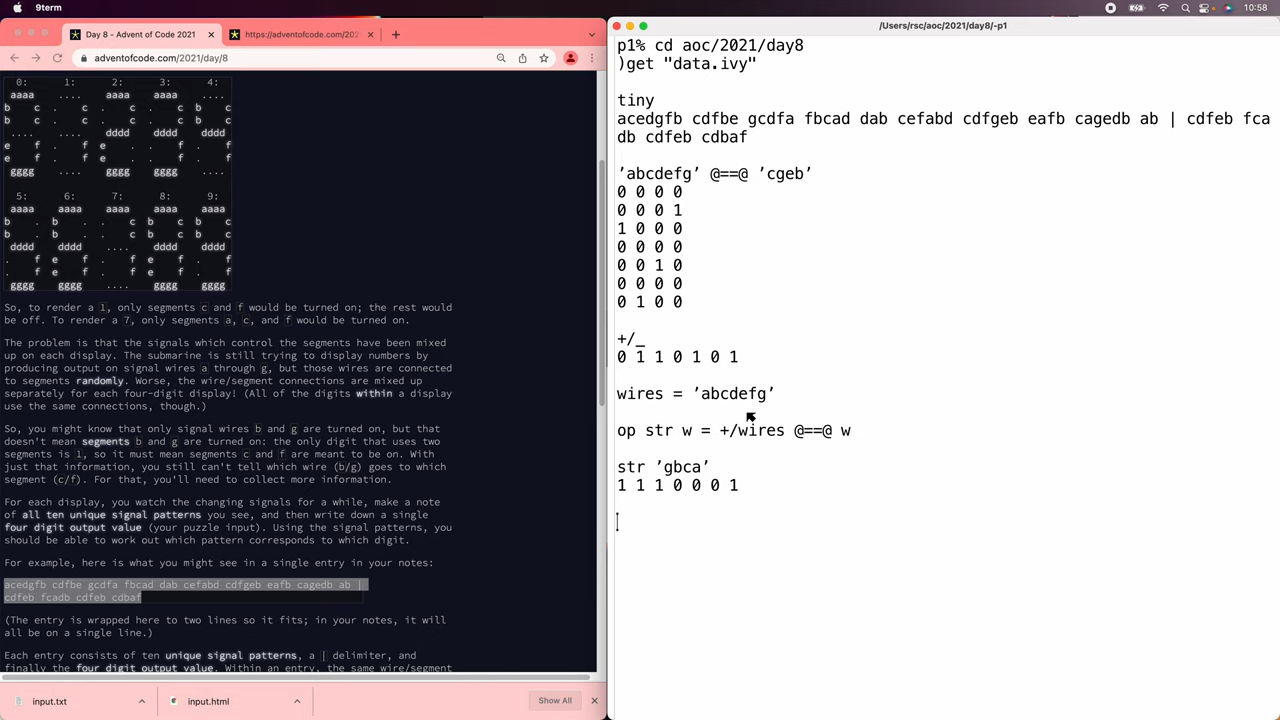 9term
10:58
Day 8 - Advent of Code 2021
https://adventofcode.com/202
adventofcode.com/2021/day/8
0: 1: 2: 3: 4:
aaaa .... aaaa aaaa ....
b c . c . c . c b c
b c . c . c . c b c
.... .... dddd dddd dddd
e f . f e . . f . f
e f . f e . . f . f
gggg .... gggg gggg ....
5: 6: 7: 8: 9:
aaaa aaaa aaaa aaaa aaaa
b . b . . c b c b c
b . b . . c b c b c
dddd dddd .... dddd dddd
. f e f . f e f . f
. f e f . f e f . f
gggg gggg .... gggg gggg
So, to render a 1, only segments c and f would be turned on; the rest would
be off. To render a 7, only segments a, c, and f would be turned on.
The problem is that the signals which control the segments have been mixed
up on each display. The submarine is still trying to display numbers by
producing output on signal wires a through g, but those wires are connected
to segments randomly. Worse, the wire/segment connections are mixed up
separately for each four-digit display! (All of the digits within a display
use the same connections, though.)
So, you might know that only signal wires b and g are turned on, but that
doesn't mean segments b and g are turned on: the only digit that uses two
segments is 1, so it must mean segments c and f are meant to be on. With
just that information, you still can't tell which wire (b/g) goes to which
segment (c/f). For that, you'll need to collect more information.
For each display, you watch the changing signals for a while, make a note
of all ten unique signal patterns you see, and then write down a single
four digit output value (your puzzle input). Using the signal patterns, you
should be able to work out which pattern corresponds to which digit.
For example, here is what you might see in a single entry in your notes:
acedgfb cdfbe gcdfa fbcad dab cefabd cdfgeb eafb cagedb ab |
cdfeb fcadb cdfeb cdbaf
(The entry is wrapped here to two lines so it fits; in your notes, it will
all be on a single line.)
Each entry consists of ten unique signal patterns, a | delimiter, and
finally the four digit output value. Within an entry, the same wire/segment
input.txt
input.html
Show All
/Users/rsc/aoc/2021/day8/-p1
p1% cd aoc/2021/day8
)get "data.ivy"
tiny
acedgfb cdfbe gcdfa fbcad dab cefabd cdfgeb eafb cagedb ab | cdfeb fca
db cdfeb cdbaf
'abcdefg' @==@ 'cgeb'
0 0 0 0
0 0 0 1
1 0 0 0
0 0 0 0
0 0 1 0
0 0 0 0
0 1 0 0
+/_
0 1 1 0 1 0 1
wires = 'abcdefg'
op str w = +/wires @==@ w
str 'gbca'
1 1 1 0 0 0 1